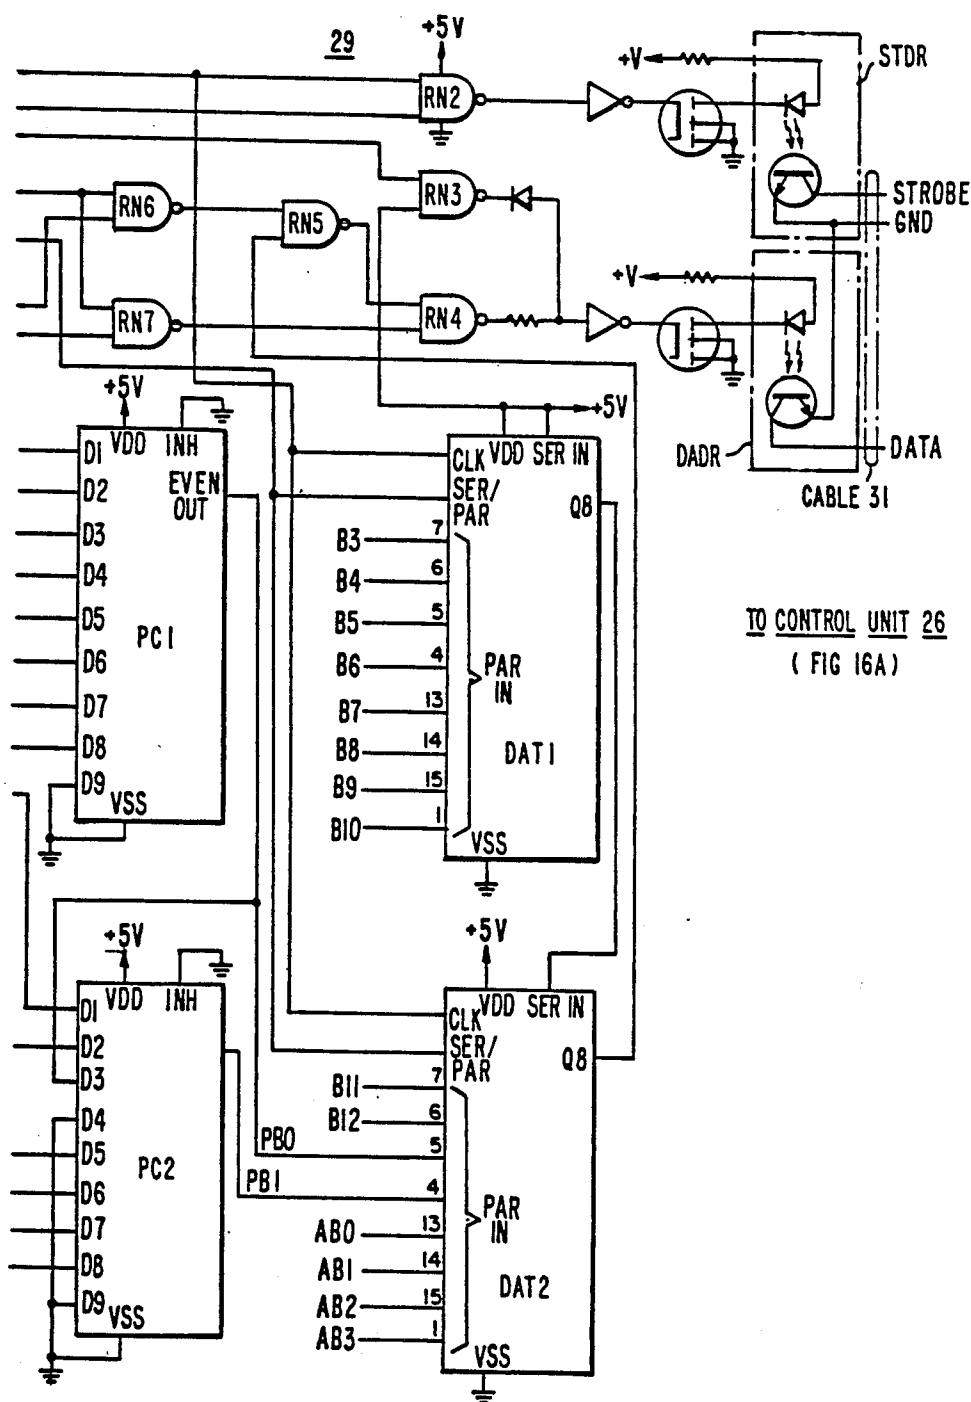 29
+5V
RN2
+V
STDR
RN6
RN5
RN3
STROBE
GND
RN7
RN4
+V
+5V
+5V
VDD INH
EVEN
OUT
D1
D2
D3
D4
D5
D6
D7
D8
D9
PC1
VSS
VDD SER IN
CLK
SER/
PAR
Q8
DADR
DATA
CABLE 31
B3 7
B4 6
B5 5
B6 4
B7 13
B8 14
B9 15
B10 1
PAR
IN
DAT1
VSS
TO CONTROL UNIT 26
( FIG 16A )
+5V
VDD INH
D1
D2
D3
D4
D5
D6
D7
D8
D9
PC2
VSS
+5V
VDD SER IN
CLK
SER/
PAR
Q8
B11 7
B12 6
PB0 5
PB1 4
AB0 13
AB1 14
AB2 15
AB3 1
PAR
IN
DAT2
VSS